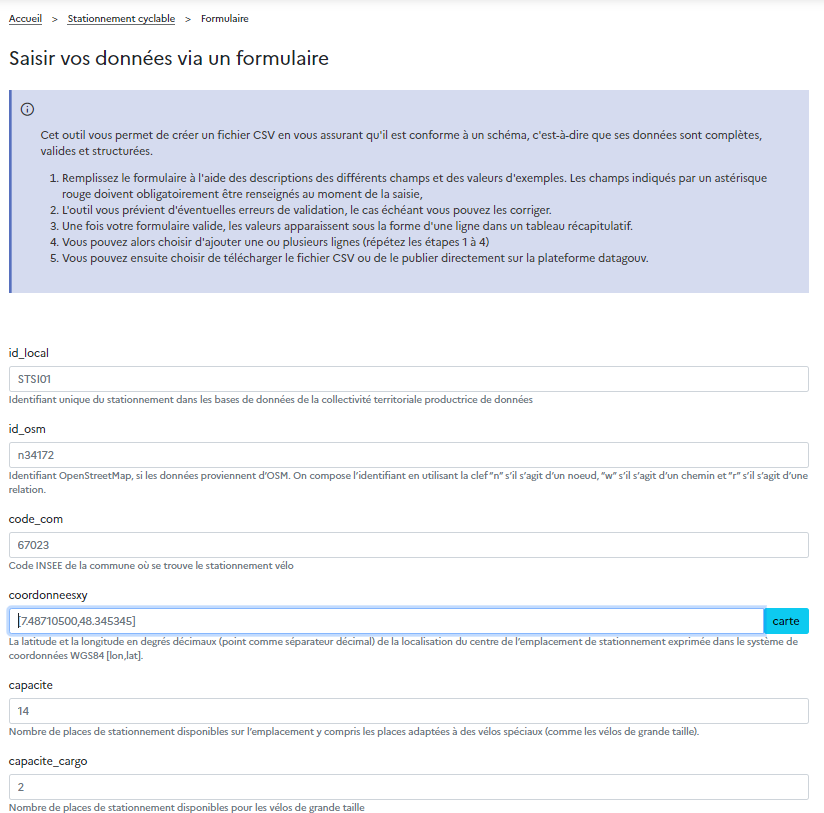 Accueil > Stationnement cyclable > Formulaire
Saisir vos données via un formulaire
Cet outil vous permet de créer un fichier CSV en vous assurant qu'il est conforme à un schéma, c'est-à-dire que ses données sont complètes,
valides et structurées.
1. Remplissez le formulaire à l'aide des descriptions des différents champs et des valeurs d'exemples. Les champs indiqués par un astérisque
rouge doivent obligatoirement être renseignés au moment de la saisie,
2. L'outil vous prévient d'éventuelles erreurs de validation, le cas échéant vous pouvez les corriger.
3. Une fois votre formulaire valide, les valeurs apparaissent sous la forme d'une ligne dans un tableau récapitulatif.
4. Vous pouvez alors choisir d'ajouter une ou plusieurs lignes (répétez les étapes 1 à 4)
5. Vous pouvez ensuite choisir de télécharger le fichier CSV ou de le publier directement sur la plateforme datagouv.
id_local
STSI01
Identifiant unique du stationnement dans les bases de données de la collectivité territoriale productrice de données
id_osm
n34172
Identifiant OpenStreetMap, si les données proviennent d’OSM. On compose l’identifiant en utilisant la clef “n” s’il s’agit d’un noeud, “w” s’il s’agit d’un chemin et “r” s’il s’agit d’une
relation.
code_com
67023
Code INSEE de la commune où se trouve le stationnement vélo
coordonneesxy
[7.48710500,48.345345]
carte
La latitude et la longitude en degrés décimaux (point comme séparateur décimal) de la localisation du centre de l’emplacement de stationnement exprimée dans le système de
coordonnées WGS84 [lon,lat].
capacite
14
Nombre de places de stationnement disponibles sur l’emplacement y compris les places adaptées à des vélos spéciaux (comme les vélos de grande taille).
capacite_cargo
2
Nombre de places de stationnement disponibles pour les vélos de grande taille